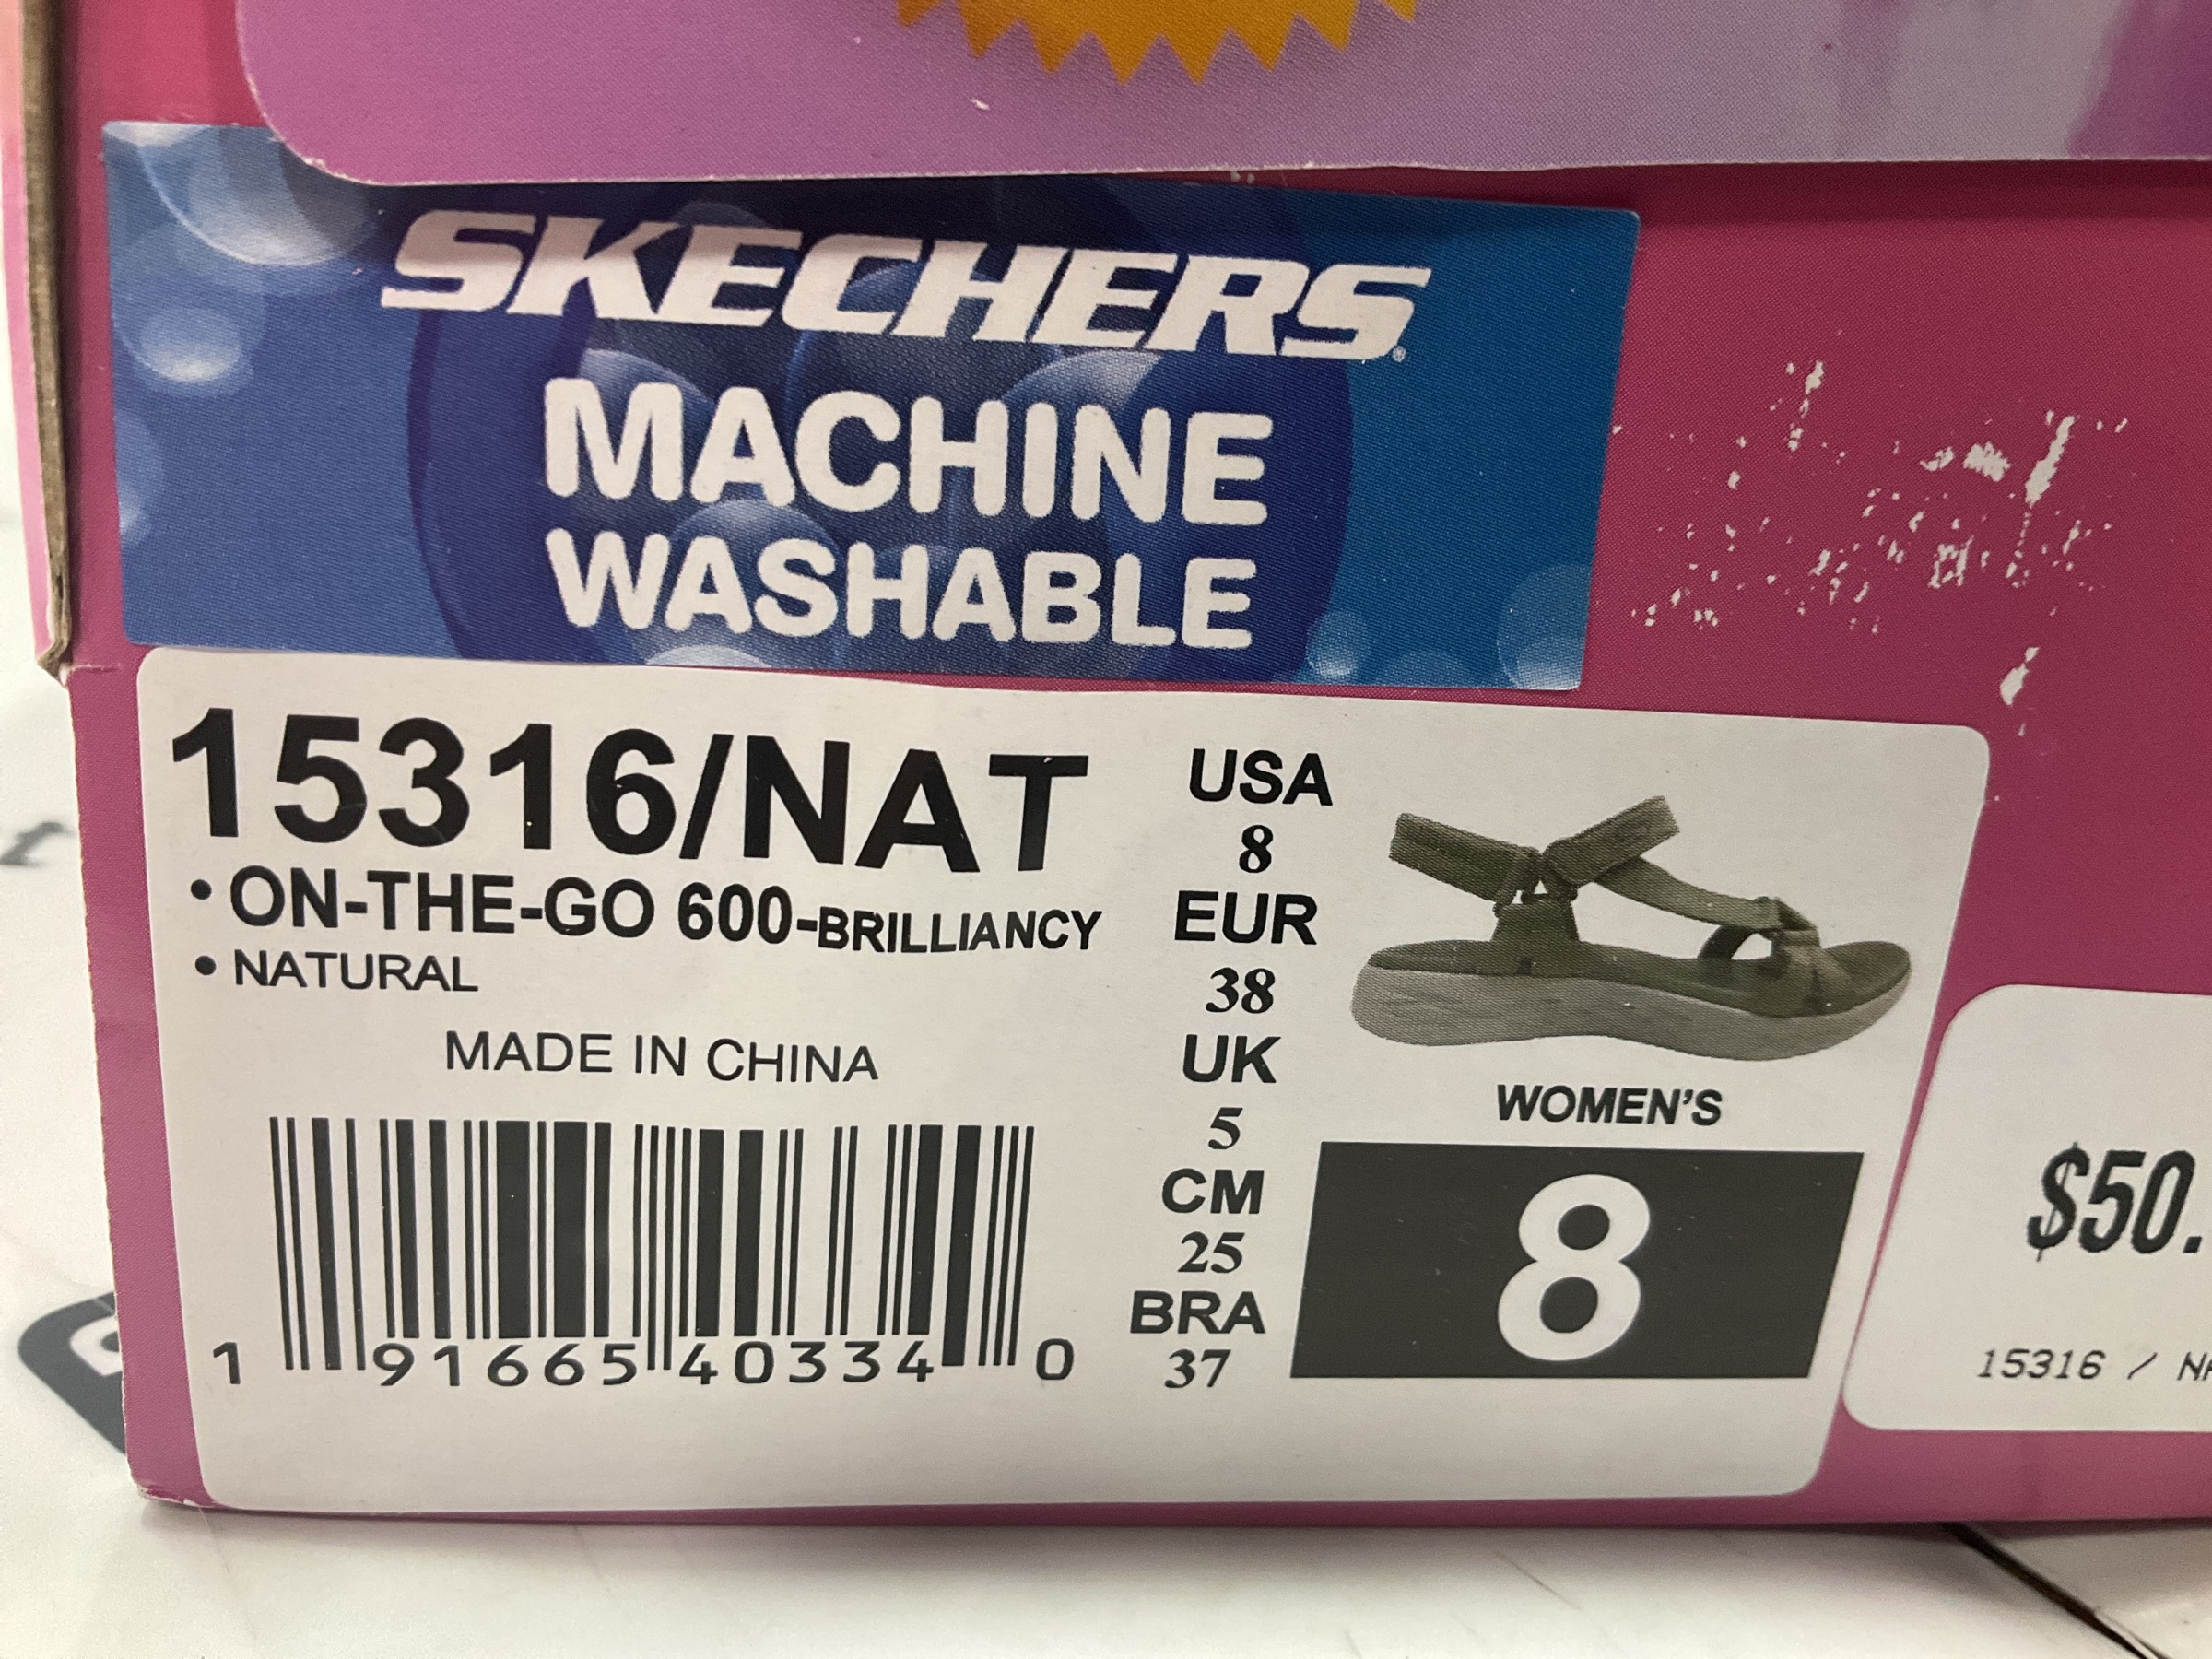 SKECHERS
MACHINE
WASHABLE
15316/NAT
• ON-THE-GO 600-BRILLIANCY
• NATURAL
MADE IN CHINA
1 91665 40334 0
USA
8
EUR
38
UK
5
CM
25
BRA
37
WOMEN'S
8
$50.
15316 /